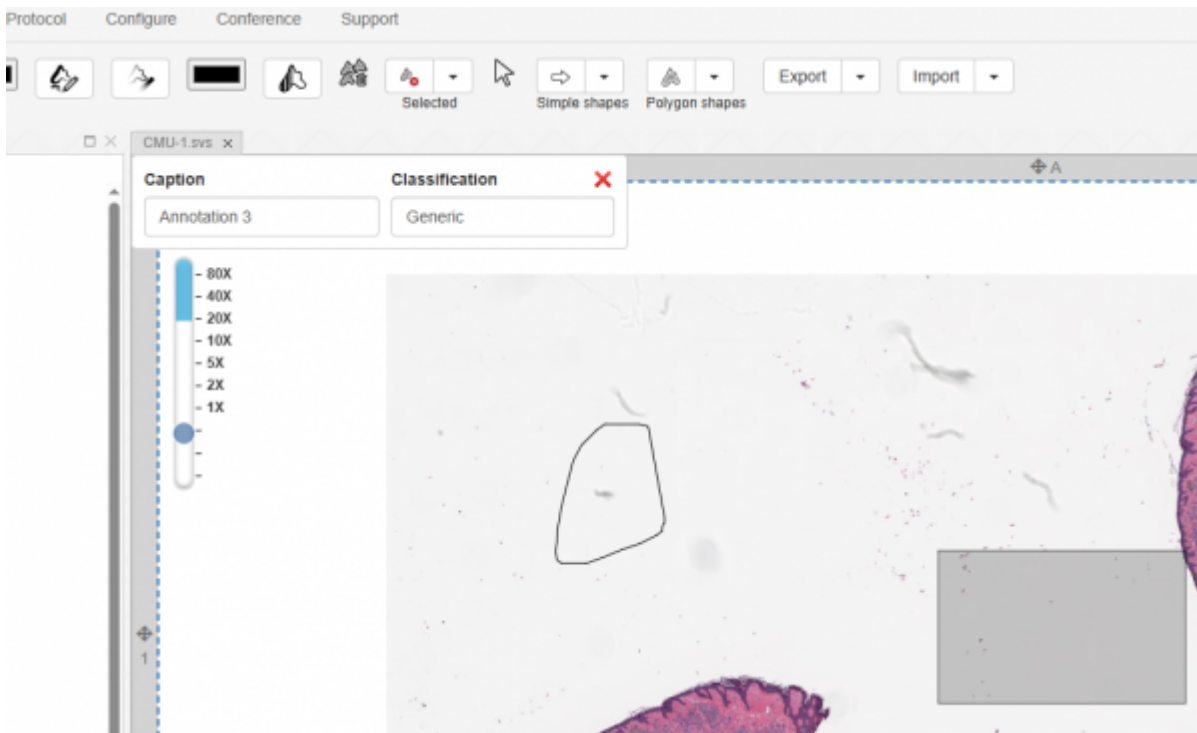 Protocol Configure Conference Support
Selected Simple shapes Polygon shapes Export Import
CMU-1.svs x
Caption Classification
Annotation 3 Generic
A
80X
40X
20X
10X
5X
2X
1X
1